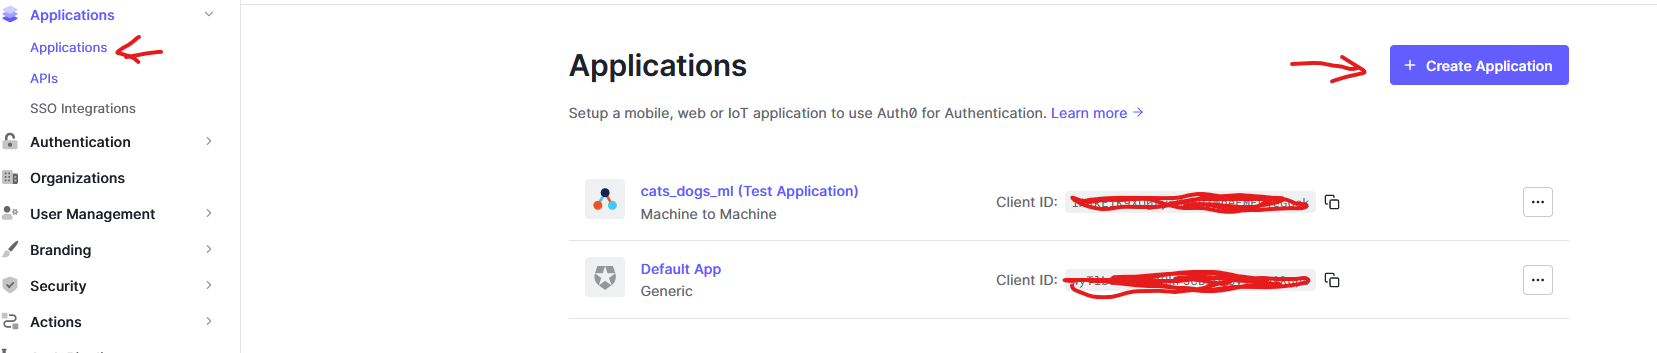 Applications
Applications
APIs
SSO Integrations
Authentication
Organizations
User Management
Branding
Security
Actions
Applications
+ Create Application
Setup a mobile, web or IoT application to use Auth0 for Authentication. Learn more →
cats_dogs_ml (Test Application)
Machine to Machine
Client ID:
Default App
Generic
Client ID: